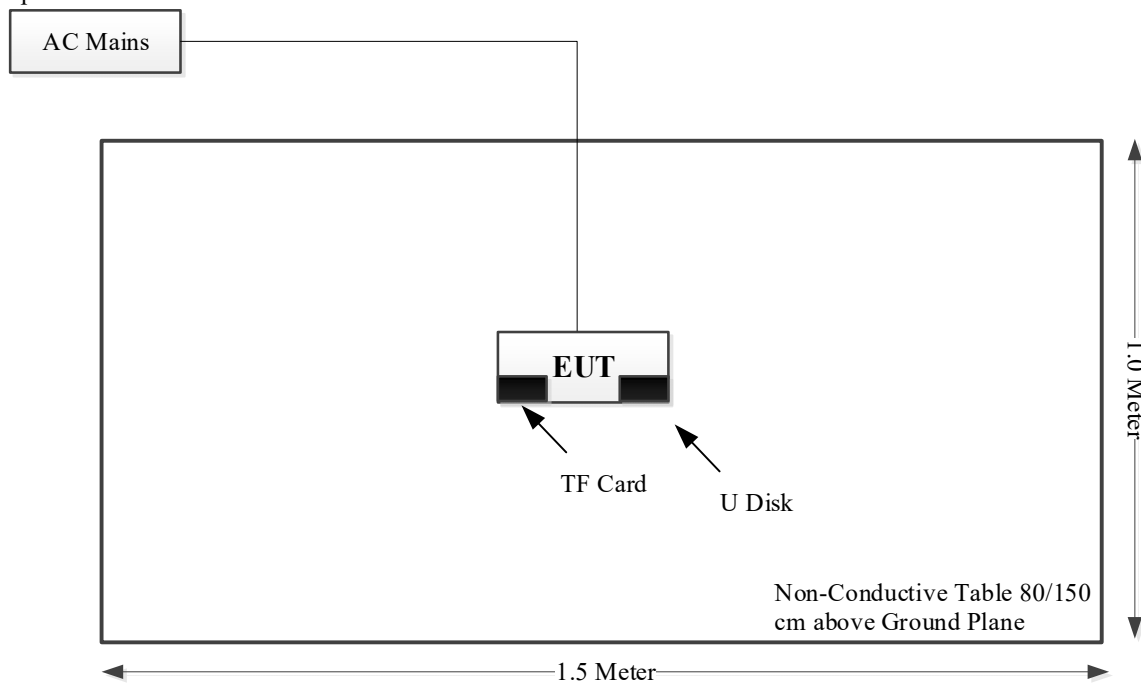 AC Mains
EUT
TF Card
U Disk
Non-Conductive Table 80/150
cm above Ground Plane
1.0 Meter
1.5 Meter